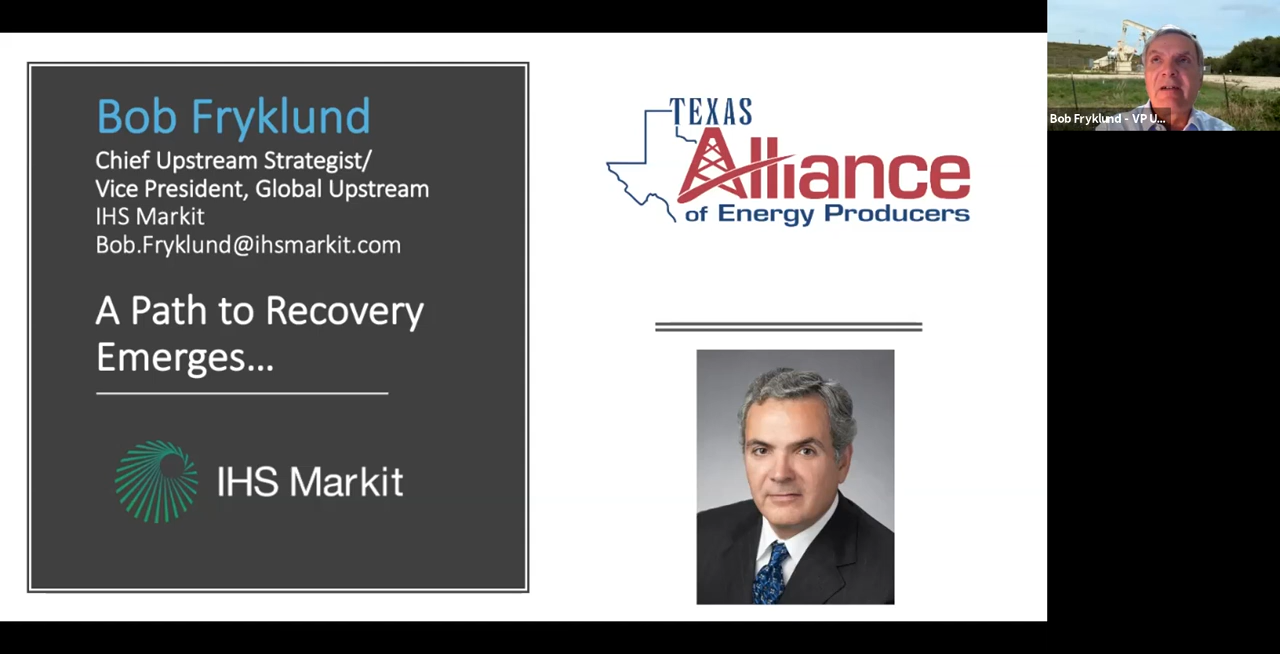 Bob Fryklund
Chief Upstream Strategist/
Vice President, Global Upstream
IHS Markit
Bob.Fryklund@ihsmarkit.com
A Path to Recovery
Emerges...
IHS Markit
TEXAS
Alliance
of Energy Producers
Bob Fryklund - VP U...